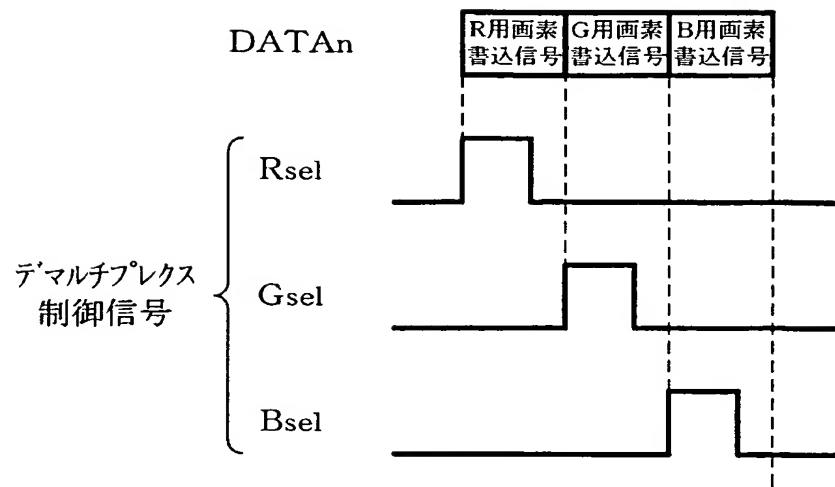 DATAn
R用画素 G用画素 B用画素
書込信号 書込信号 書込信号
Rsel
デマルチプレクス
制御信号
Gsel
Bsel